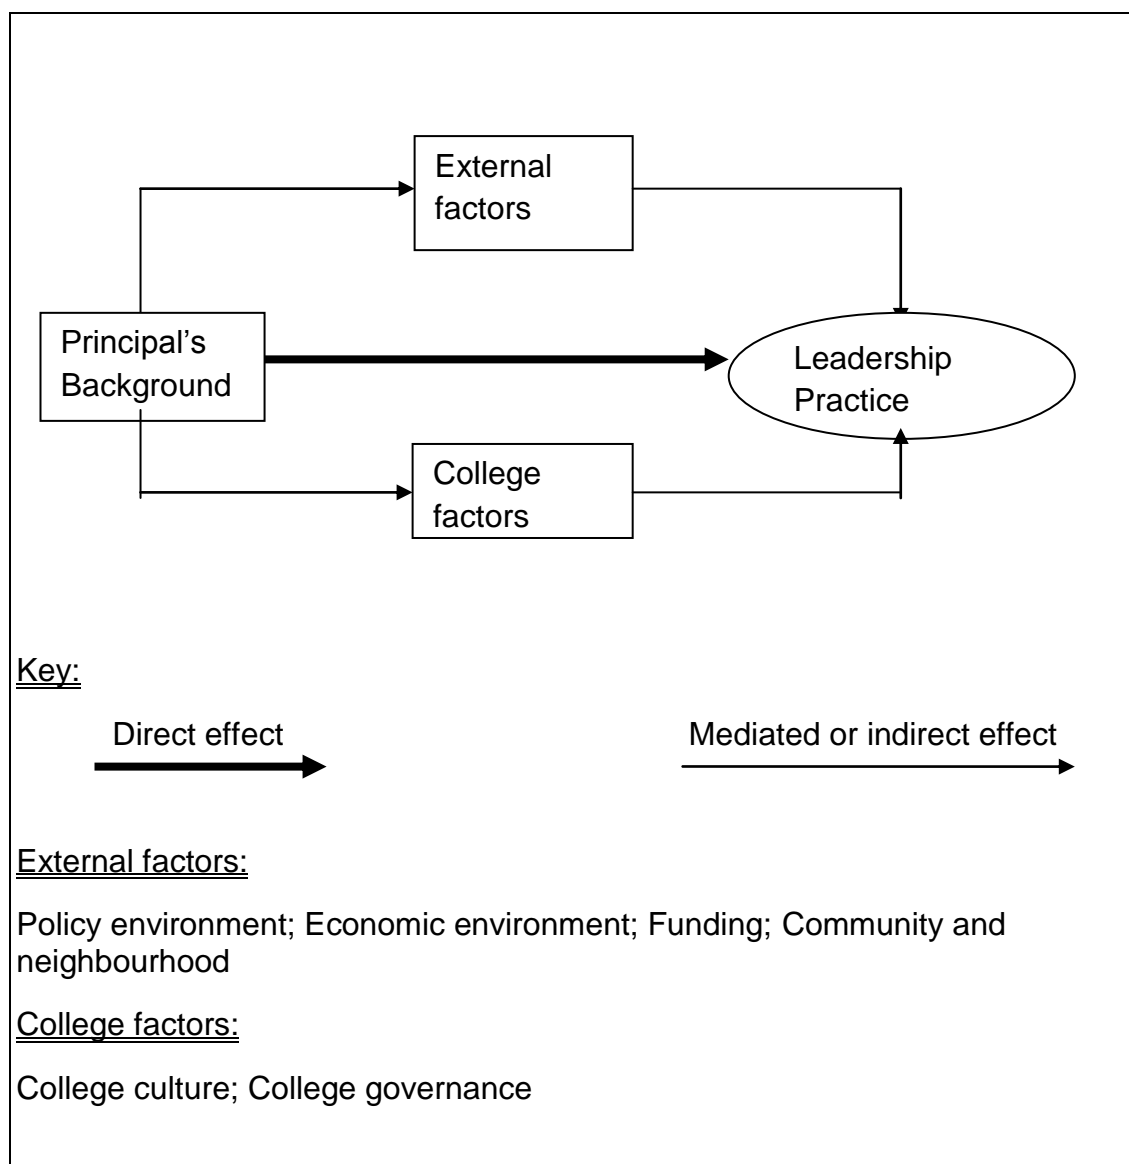 External
factors
Principal’s
Background
Leadership
Practice
College
factors
Key:
Direct effect
Mediated or indirect effect
External factors:
Policy environment; Economic environment; Funding; Community and
neighbourhood
College factors:
College culture; College governance